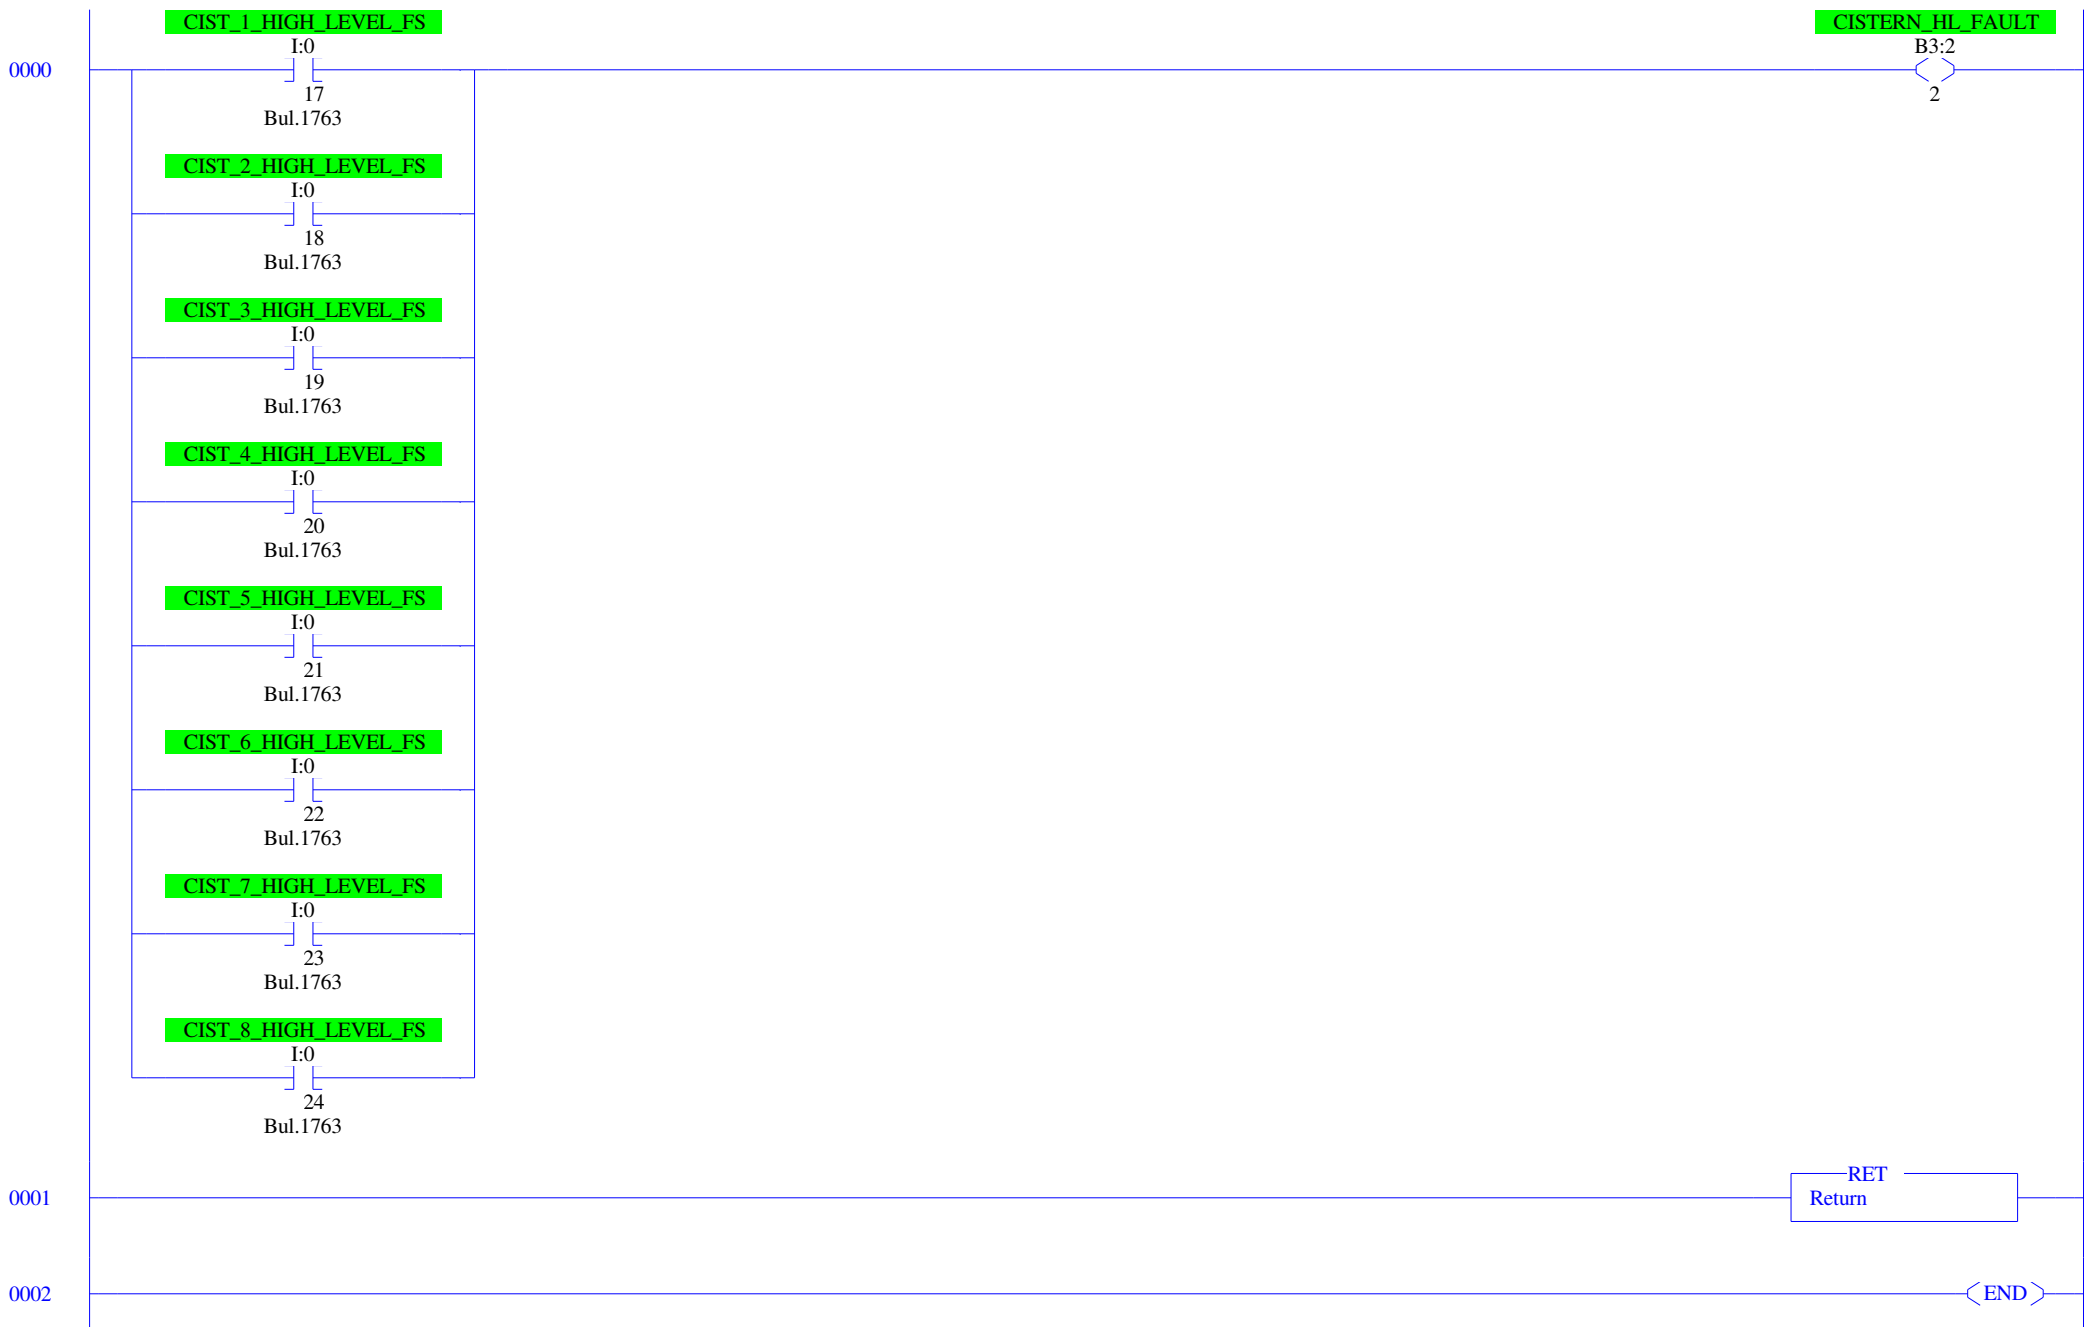 CIST_1_HIGH_LEVEL_FS
CISTERN_HL_FAULT
I:0
B3:2
0000
17
2
Bul.1763
CIST_2_HIGH_LEVEL_FS
I:0
18
Bul.1763
CIST_3_HIGH_LEVEL_FS
I:0
19
Bul.1763
CIST_4_HIGH_LEVEL_FS
I:0
20
Bul.1763
CIST_5_HIGH_LEVEL_FS
I:0
21
Bul.1763
CIST_6_HIGH_LEVEL_FS
I:0
22
Bul.1763
CIST_7_HIGH_LEVEL_FS
I:0
23
Bul.1763
CIST_8_HIGH_LEVEL_FS
I:0
24
Bul.1763
RET
0001
Return
0002
END